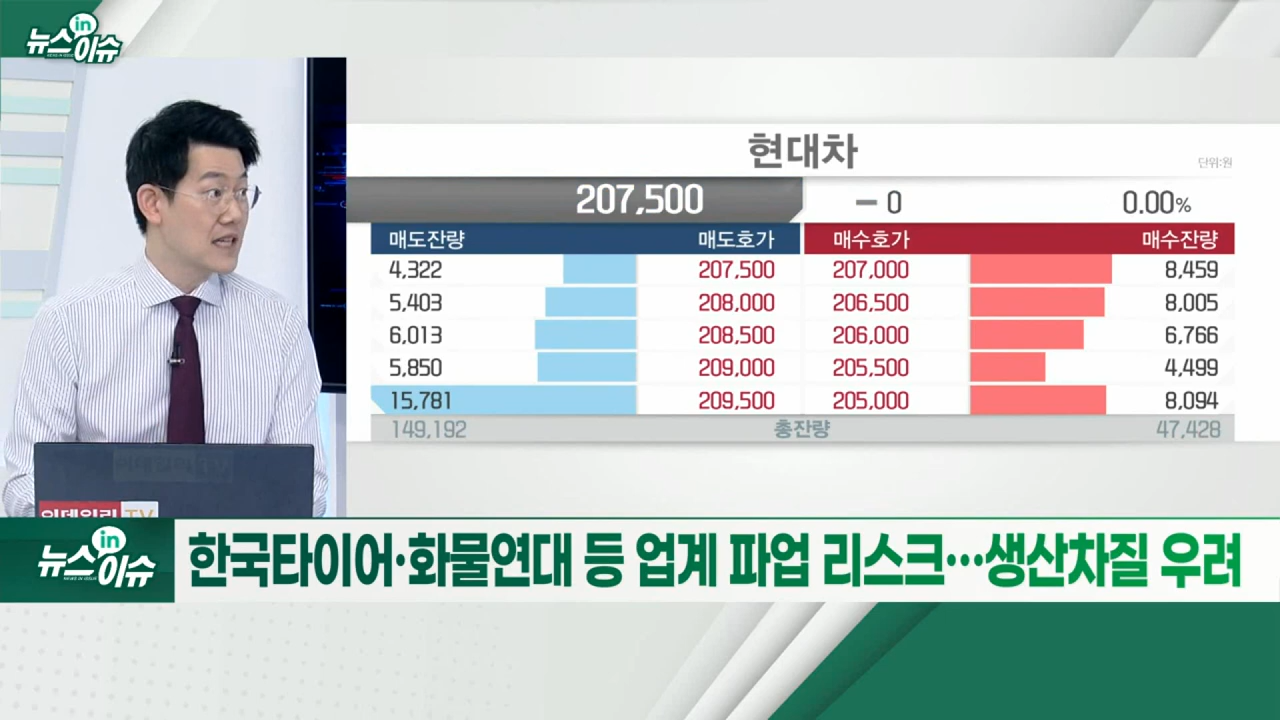 뉴스in이슈
현대차
단위:원
207,500 0 0.00%
매도잔량 매도호가 매수호가 매수잔량
4,322 207,500 207,000 8,459
5,403 208,000 206,500 8,005
6,013 208,500 206,000 6,766
5,850 209,000 205,500 4,499
15,781 209,500 205,000 8,094
149,192 총잔량 47,428
이데일리 TV
뉴스in이슈
NEWS IN ISSUE
한국타이어·화물연대 등 업계 파업 리스크…생산차질 우려